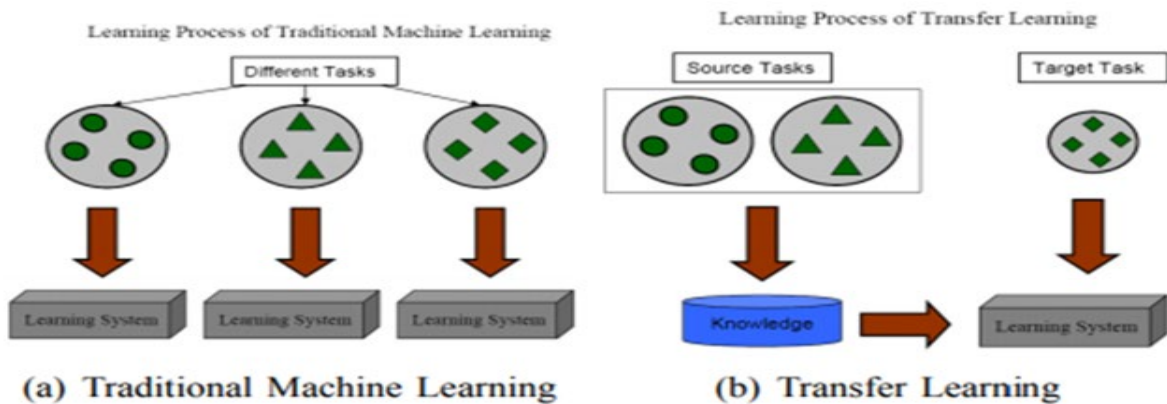 Learning Process of Traditional Machine Learning
Different Tasks
Learning System
Learning System
Learning System
(a) Traditional Machine Learning
Learning Process of Transfer Learning
Source Tasks
Target Task
Knowledge
Learning System
(b) Transfer Learning